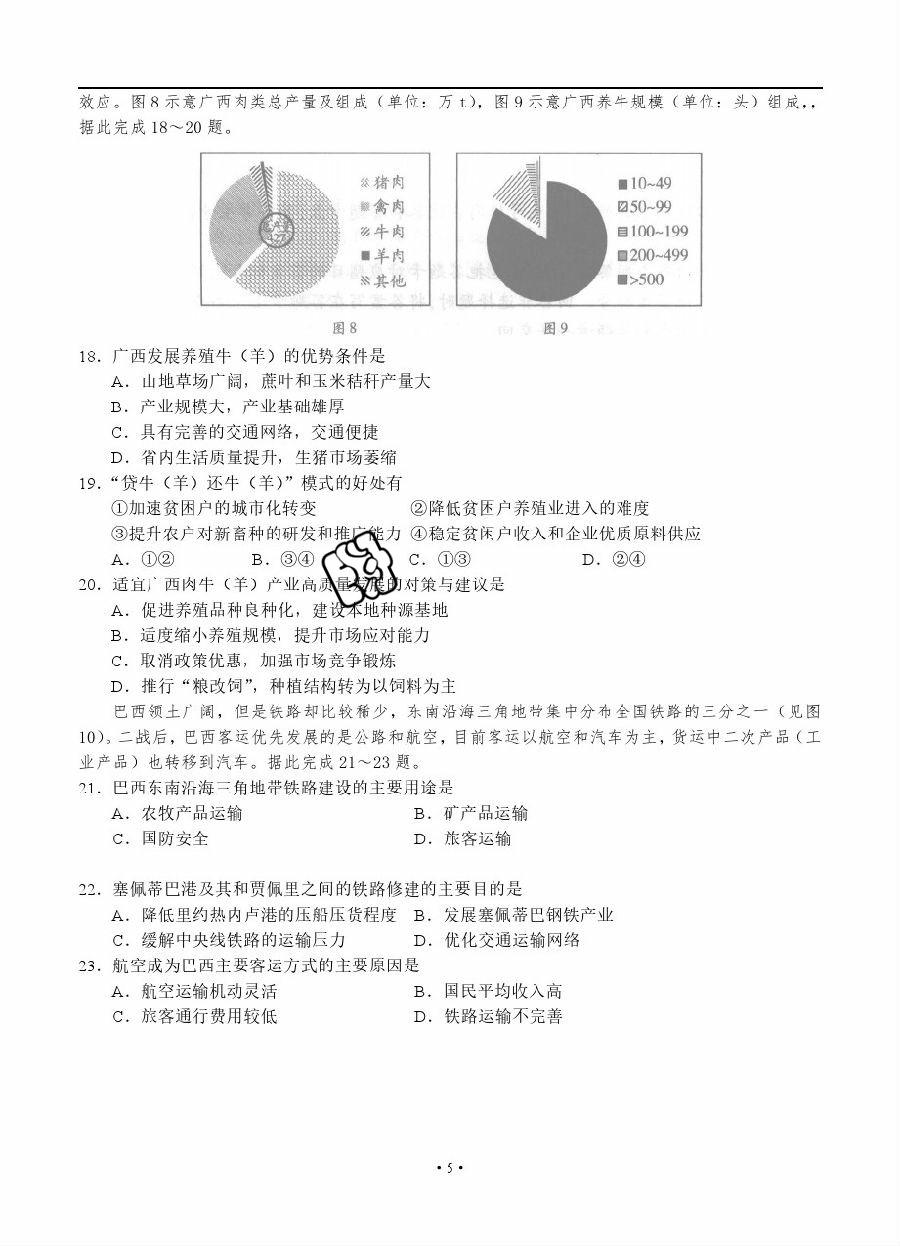 效应。图 8 示意广西肉类总产量及组成（单位：万 t），图 9 示意广西养牛规模（单位：头）组成，，
据此完成 18～20 题。
猪肉
禽肉
牛肉
羊肉
其他
图 8
10~49
50~99
100~199
200~499
>500
图 9
18．广西发展养殖牛（羊）的优势条件是
A．山地草场广阔，蔗叶和玉米秸秆产量大
B．产业规模大，产业基础雄厚
C．具有完善的交通网络，交通便捷
D．省内生活质量提升，生猪市场萎缩
19．“贷牛（羊）还牛（羊）”模式的好处有
①加速贫困户的城市化转变 ②降低贫困户养殖业进入的难度
③提升农户对新畜种的研发和推广能力 ④稳定贫困户收入和企业优质原料供应
A．①② B．③④ C．①③ D．②④
20．适宜广西肉牛（羊）产业高质量发展的对策与建议是
A．促进养殖品种良种化，建设本地种源基地
B．适度缩小养殖规模，提升市场应对能力
C．取消政策优惠，加强市场竞争锻炼
D．推行“粮改饲”，种植结构转为以饲料为主
巴西领土广阔，但是铁路却比较稀少，东南沿海三角地带集中分布全国铁路的三分之一（见图
10）。二战后，巴西客运优先发展的是公路和航空，目前客运以航空和汽车为主，货运中二次产品（工
业产品）也转移到汽车。据此完成 21～23 题。
21．巴西东南沿海三角地带铁路建设的主要用途是
A．农牧产品运输 B．矿产品运输
C．国防安全 D．旅客运输
22．塞佩蒂巴港及其和贾佩里之间的铁路修建的主要目的是
A．降低里约热内卢港的压船压货程度 B．发展塞佩蒂巴钢铁产业
C．缓解中央线铁路的运输压力 D．优化交通运输网络
23．航空成为巴西主要客运方式的主要原因是
A．航空运输机动灵活 B．国民平均收入高
C．旅客通行费用较低 D．铁路运输不完善
• 5 •